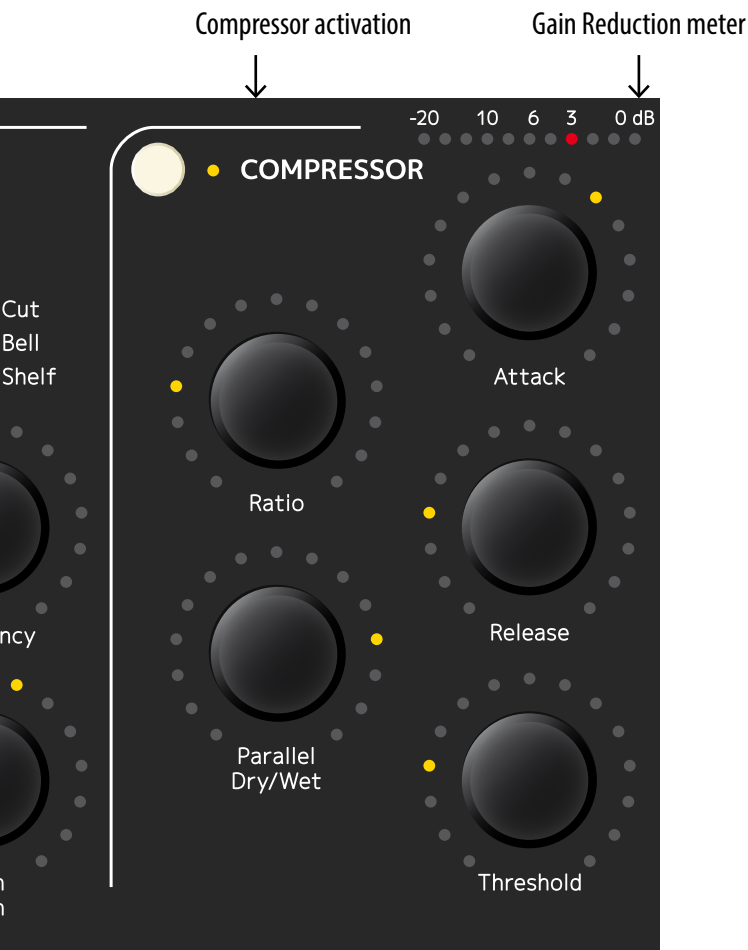 Compressor activation
Gain Reduction meter
-20 10 6 3 0 dB
COMPRESSOR
Cut
Bell
Shelf
Attack
Ratio
ncy
Release
Parallel
Dry/Wet
Threshold